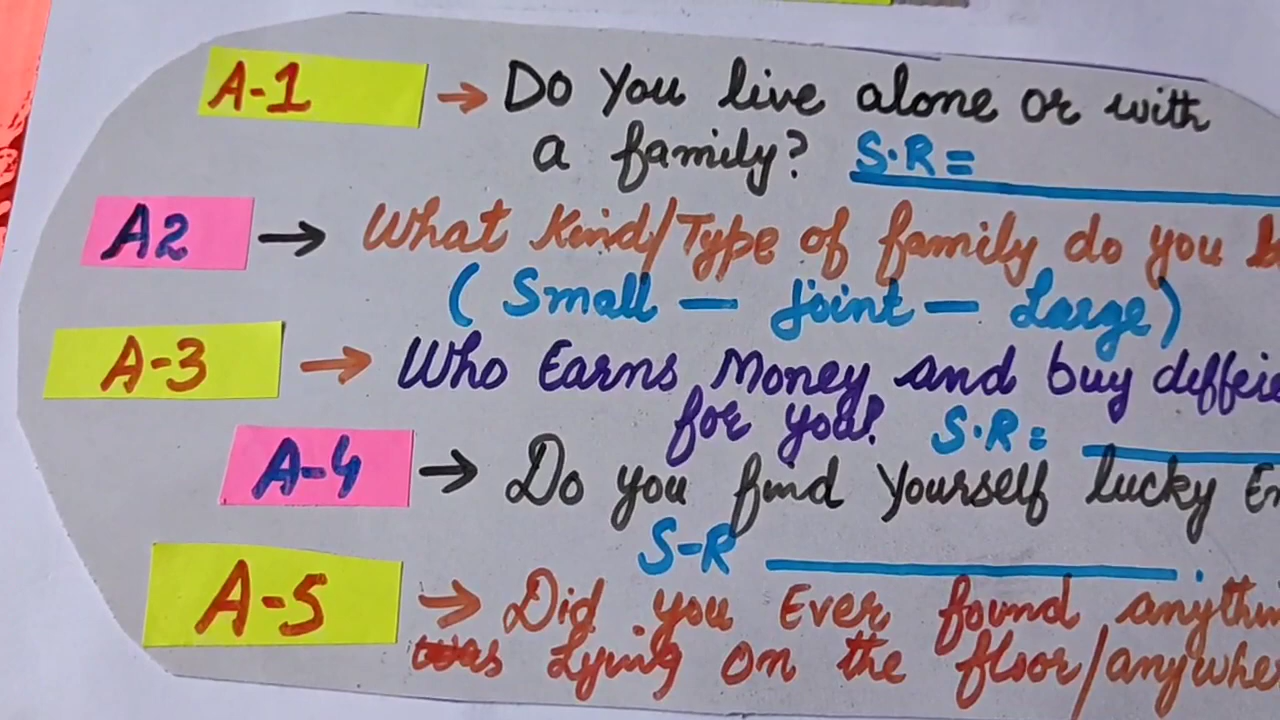 A-1 → Do You live alone or with
a family? S.R =
A2 → What Kind/Type of family do you
( Small — joint — Large)
A-3 → Who Earns Money and buy
for you? S.R:
A-4 → Do you find Yourself lucky
S-R .
A-5 → Did you Ever found
was Lying on the floor/